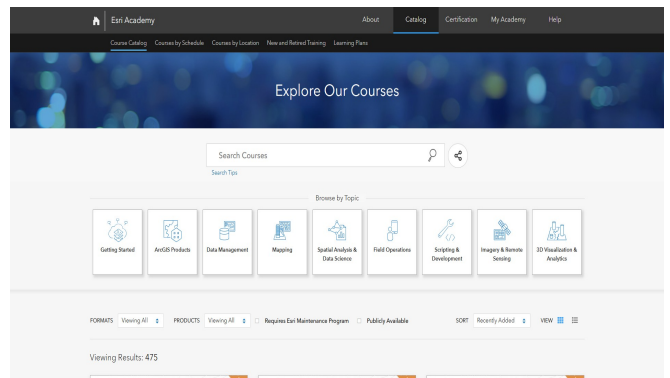 Esri Academy
About Catalog Certification My Academy Help
Course Catalog Courses by Schedule Courses by Location New and Retired Training Learning Plans
Explore Our Courses
Search Courses
Search Tips
Browse by Topic
Getting Started
ArcGIS Products
Data Management
Mapping
Spatial Analysis &
Data Science
Field Operations
Scripting &
Development
Imagery & Remote
Sensing
3D Visualization &
Analytics
FORMATS Viewing All PRODUCTS Viewing All Requires Esri Maintenance Program Publicly Available SORT Recently Added VIEW
Viewing Results: 475